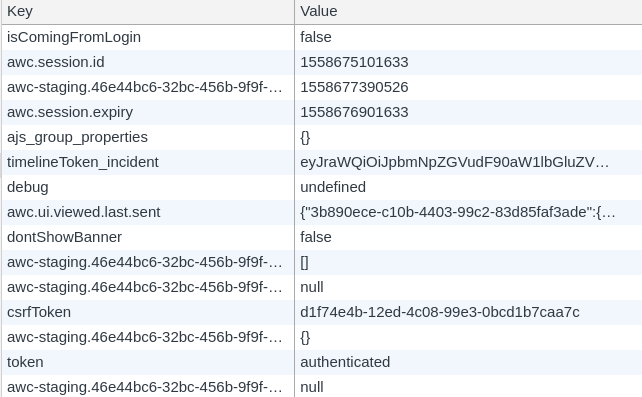 Key Value
isComingFromLogin false
awc.session.id 1558675101633
awc-staging.46e44bc6-32bc-456b-9f9f-... 1558677390526
awc.session.expiry 1558676901633
ajs_group_properties {}
timelineToken_incident eyJraWQiOiJpbmNpZGVudF90aW1lbGluZV...
debug undefined
awc.ui.viewed.last.sent {"3b890ece-c10b-4403-99c2-83d85faf3ade":{...
dontShowBanner false
awc-staging.46e44bc6-32bc-456b-9f9f-... []
awc-staging.46e44bc6-32bc-456b-9f9f-... null
csrfToken d1f74e4b-12ed-4c08-99e3-0bcd1b7caa7c
awc-staging.46e44bc6-32bc-456b-9f9f-... {}
token authenticated
awc-staging.46e44bc6-32bc-456b-9f9f-... null